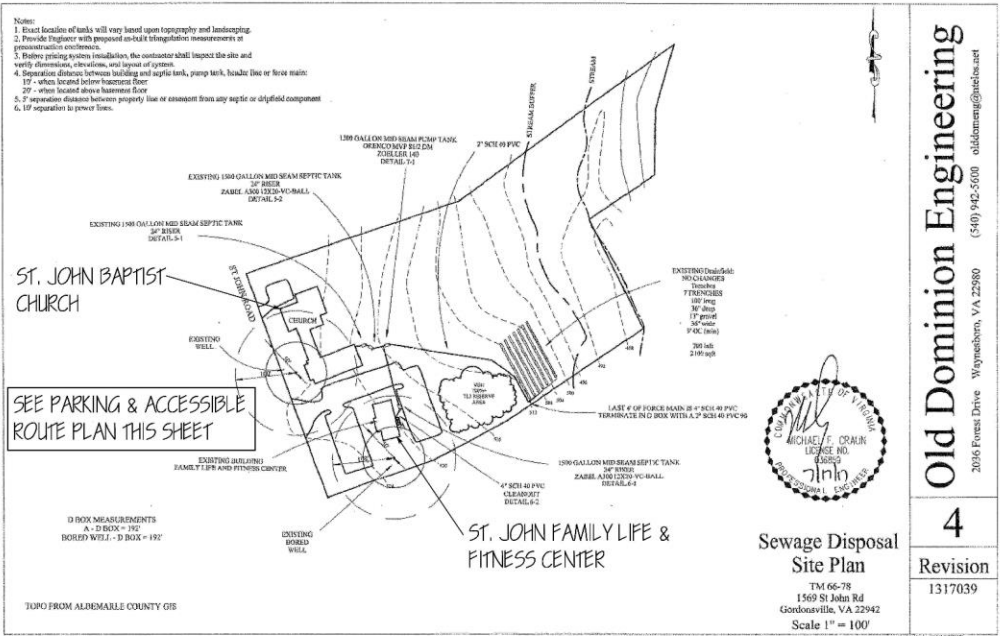 Notes:
1. Exact location of tanks will vary based upon topography and landscaping.
2. Provide Engineer with proposed as-built triangulation measurements at
preconstruction conference.
3. Before pricing system installation, the contractor shall inspect the site and
verify dimensions, elevations, and layout of system.
4. Separation distance between building and septic tank, pump tank, header line or force main:
10' - when located below basement floor
20' - when located above basement floor
5. 5' separation distance between property line or easement from any septic or dripfield component
6. 10' separation to power lines.
1500 GALLON MID SEAM PUMP TANK
ORENCO MVP S1/2 DM
ZOELLER 140
DETAIL 7-1
2" SCH 40 PVC
STREAM BUFFER
STREAM
EXISTING 1500 GALLON MID SEAM SEPTIC TANK
24" RISER
ZABEL A300 12X20-VC-BALL
DETAIL 5-2
EXISTING 1500 GALLON MID SEAM SEPTIC TANK
24" RISER
DETAIL 5-1
ST. JOHN BAPTIST
CHURCH
ST. JOHN ROAD
CHURCH
EXISTING
WELL
100'
EXISTING Drainfield:
NO CHANGES
Trenches
7 TRENCHES
100' long
36" deep
13" gravel
36" wide
9' OC (min)
700 lnft
2100 sqft
SEE PARKING & ACCESSIBLE
ROUTE PLAN THIS SHEET
RESERVE
AREA
LAST 6' OF FORCE MAIN IS 4" SCH 40 PVC
TERMINATE IN D BOX WITH A 2" SCH 40 PVC 90
EXISTING BUILDING
FAMILY LIFE AND FITNESS CENTER
1500 GALLON MID SEAM SEPTIC TANK
24" RISER
ZABEL A300 12X20-VC-BALL
DETAIL 6-1
4" SCH 40 PVC
CLEANOUT
DETAIL 6-2
D BOX MEASUREMENTS
A - D BOX = 192'
BORED WELL - D BOX = 192'
EXISTING
BORED
WELL
ST. JOHN FAMILY LIFE &
FITNESS CENTER
TOPO FROM ALBEMARLE COUNTY GIS
COMMONWEALTH OF VIRGINIA
MICHAEL F. CRAUN
LICENSE NO.
PROFESSIONAL ENGINEER
Sewage Disposal
Site Plan
TM 66-78
1569 St John Rd
Gordonsville, VA 22942
Scale 1" = 100'
Old Dominion Engineering
2036 Forest Drive Waynesboro, VA 22980 (540) 942-5600 olddomeng@ntelos.net
4
Revision
1317039